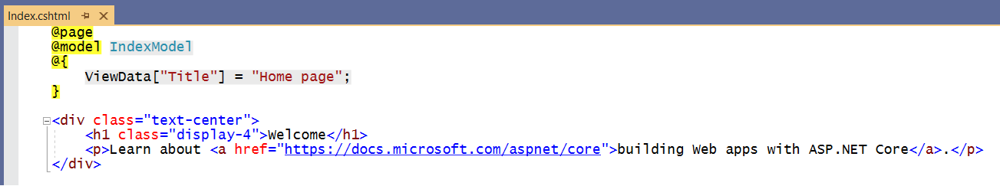 Index.cshtml
@page
@model IndexModel
@{
    ViewData["Title"] = "Home page";
}
<div class="text-center">
    <h1 class="display-4">Welcome</h1>
    <p>Learn about <a href="https://docs.microsoft.com/aspnet/core">building Web apps with ASP.NET Core</a>.</p>
</div>